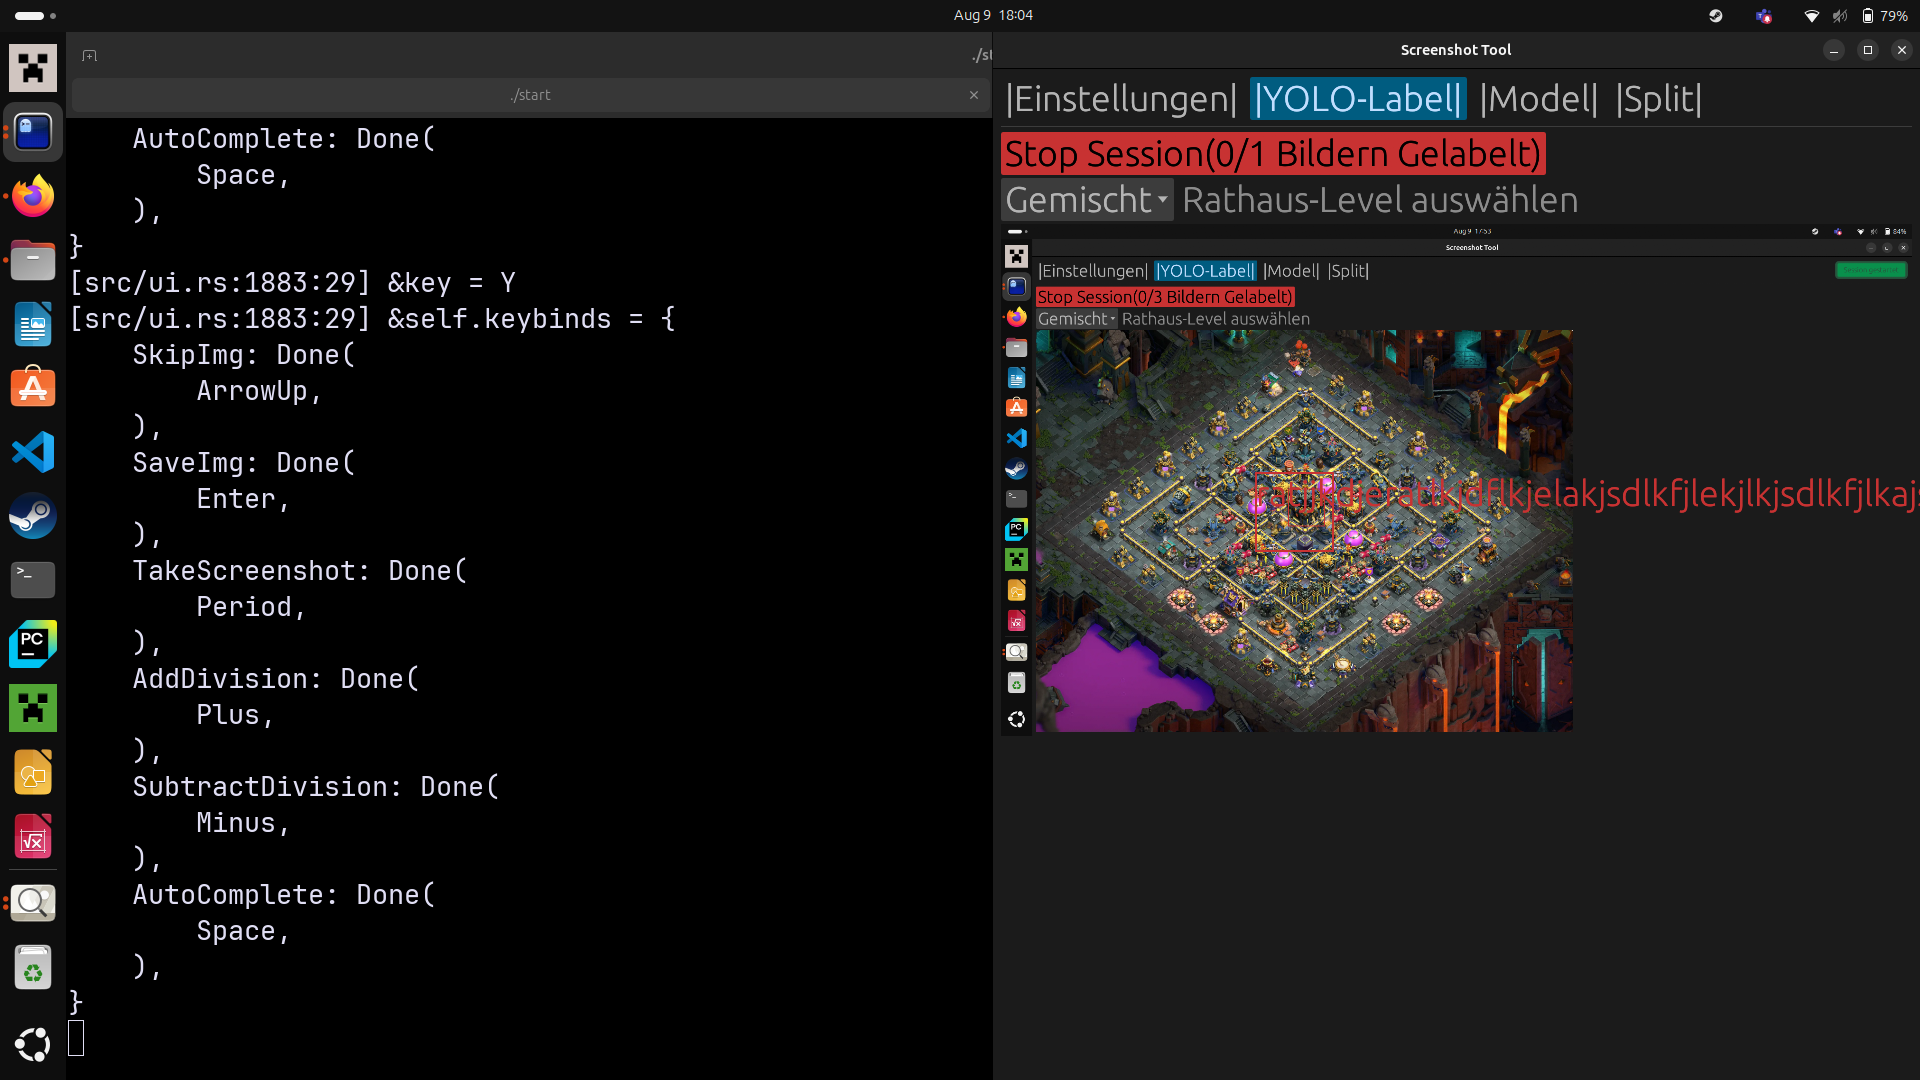 Aug 9 18:04
79%
./st
./start
AutoComplete: Done(
Space,
),
}
[src/ui.rs:1883:29] &key = Y
[src/ui.rs:1883:29] &self.keybinds = {
SkipImg: Done(
ArrowUp,
),
SaveImg: Done(
Enter,
),
TakeScreenshot: Done(
Period,
),
AddDivision: Done(
Plus,
),
SubtractDivision: Done(
Minus,
),
AutoComplete: Done(
Space,
),
}
Screenshot Tool
|Einstellungen| |YOLO-Label| |Model| |Split|
Stop Session(0/1 Bildern Gelabelt)
Gemischt Rathaus-Level auswählen
Aug 9 17:53
84%
Screenshot Tool
|Einstellungen| |YOLO-Label| |Model| |Split|
Stop Session(0/3 Bildern Gelabelt)
Gemischt Rathaus-Level auswählen
PC
PC